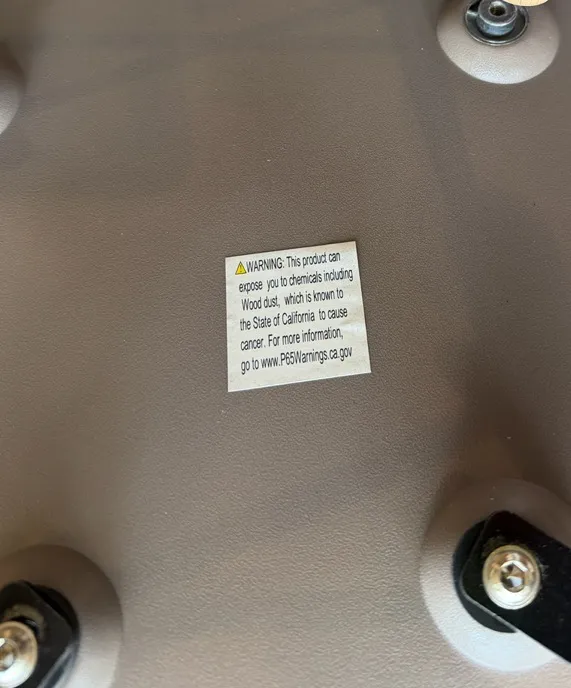 ⚠WARNING: This product can
expose you to chemicals including
Wood dust, which is known to
the State of California to cause
cancer. For more information,
go to www.P65Warnings.ca.gov